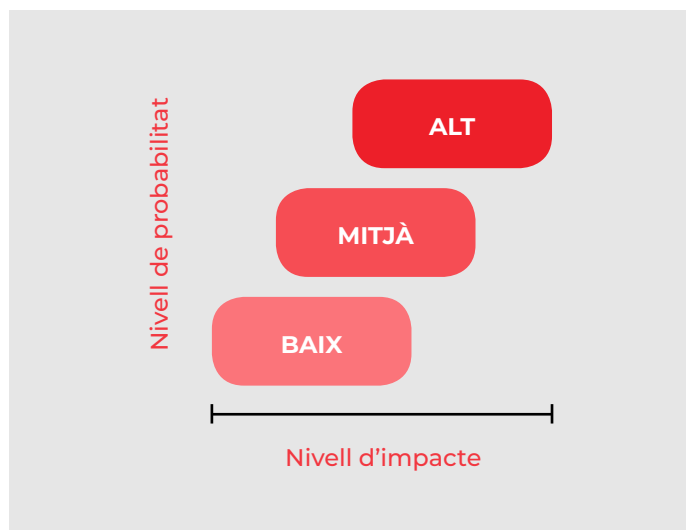 Nivell de probabilitat
ALT
MITJÀ
BAIX
Nivell d’impacte